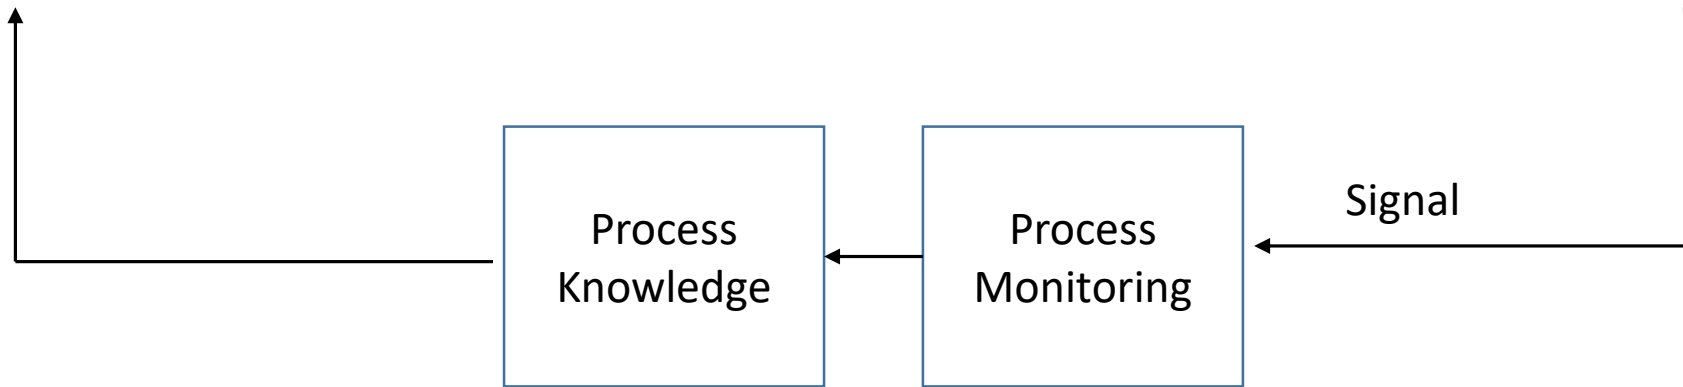 Process
Knowledge
Process
Monitoring
Signal